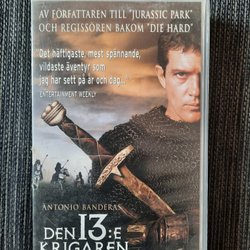 AV FÖRFATTAREN TILL "JURASSIC PARK"
OCH REGISSÖREN BAKOM "DIE HARD"
"Det häftigaste, mest spännande,
vildaste äventyr som
jag har sett på år och dag..."
ENTERTAINMENT WEEKLY
ANTONIO BANDERAS
DEN 13:E
KRIGAREN